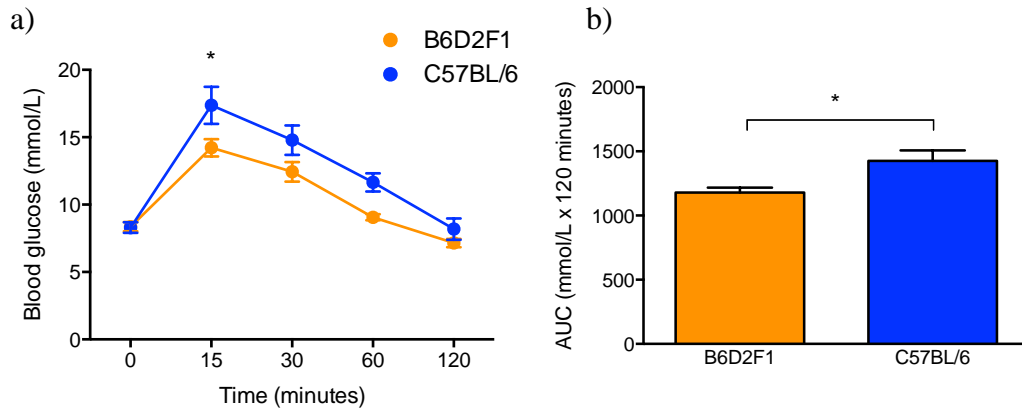 a)
B6D2F1
C57BL/6
*
Blood glucose (mmol/L)
20
15
10
5
0
0 15 30 60 120
Time (minutes)
b)
*
AUC (mmol/L x 120 minutes)
2000
1500
1000
500
0
B6D2F1 C57BL/6